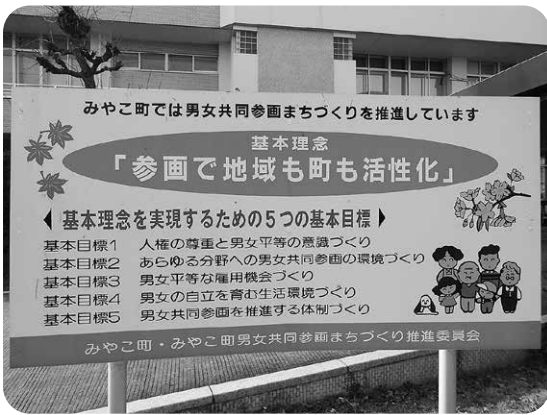 みやこ町では男女共同参画まちづくりを推進しています
基本理念
「参画で地域も町も活性化」
基本理念を実現するための5つの基本目標
基本目標1 人権の尊重と男女平等の意識づくり
基本目標2 あらゆる分野への男女共同参画の環境づくり
基本目標3 男女平等な雇用機会づくり
基本目標4 男女の自立を育む生活環境づくり
基本目標5 男女共同参画を推進する体制づくり
みやこ町・みやこ町男女共同参画まちづくり推進委員会